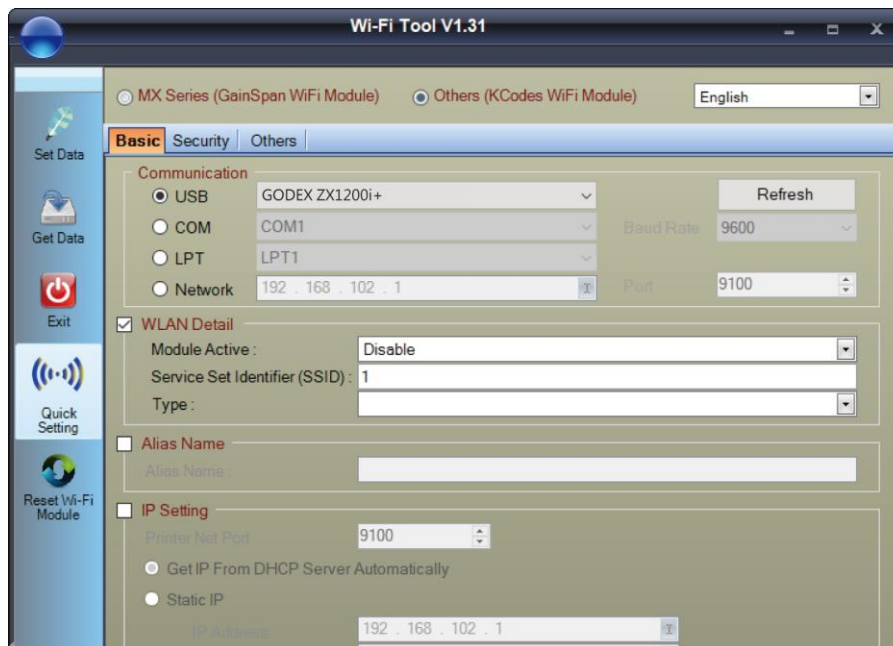 Wi-Fi Tool V1.31
MX Series (GainSpan WiFi Module) Others (KCodes WiFi Module) English
Set Data
Get Data
Exit
Quick
Setting
Reset Wi-Fi
Module
Basic Security Others
Communication
USB GODEX ZX1200i+ Refresh
COM COM1 Baud Rate 9600
LPT LPT1
Network 192 . 168 . 102 . 1 Port 9100
WLAN Detail
Module Active : Disable
Service Set Identifier (SSID) : 1
Type :
Alias Name
Alias Name :
IP Setting
Printer Net Port 9100
Get IP From DHCP Server Automatically
Static IP
IP Address 192 . 168 . 102 . 1